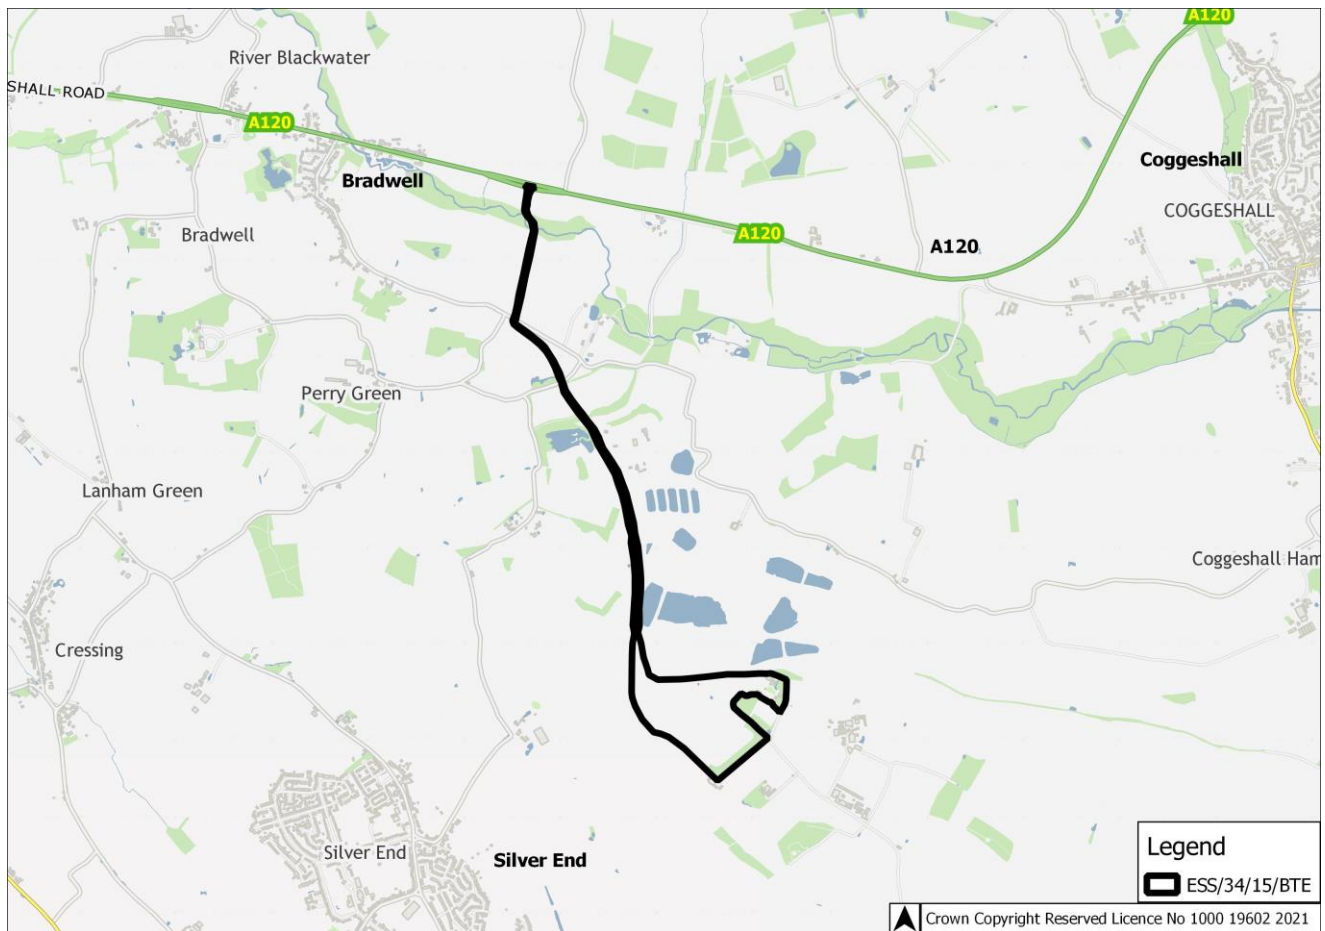 A120
River Blackwater
SHALL ROAD
A120
Coggeshall
Bradwell
COGGESHALL
Bradwell
A120
A120
Perry Green
Lanham Green
Coggeshall Ham
Cressing
Silver End
Silver End
Legend
ESS/34/15/BTE
Crown Copyright Reserved Licence No 1000 19602 2021